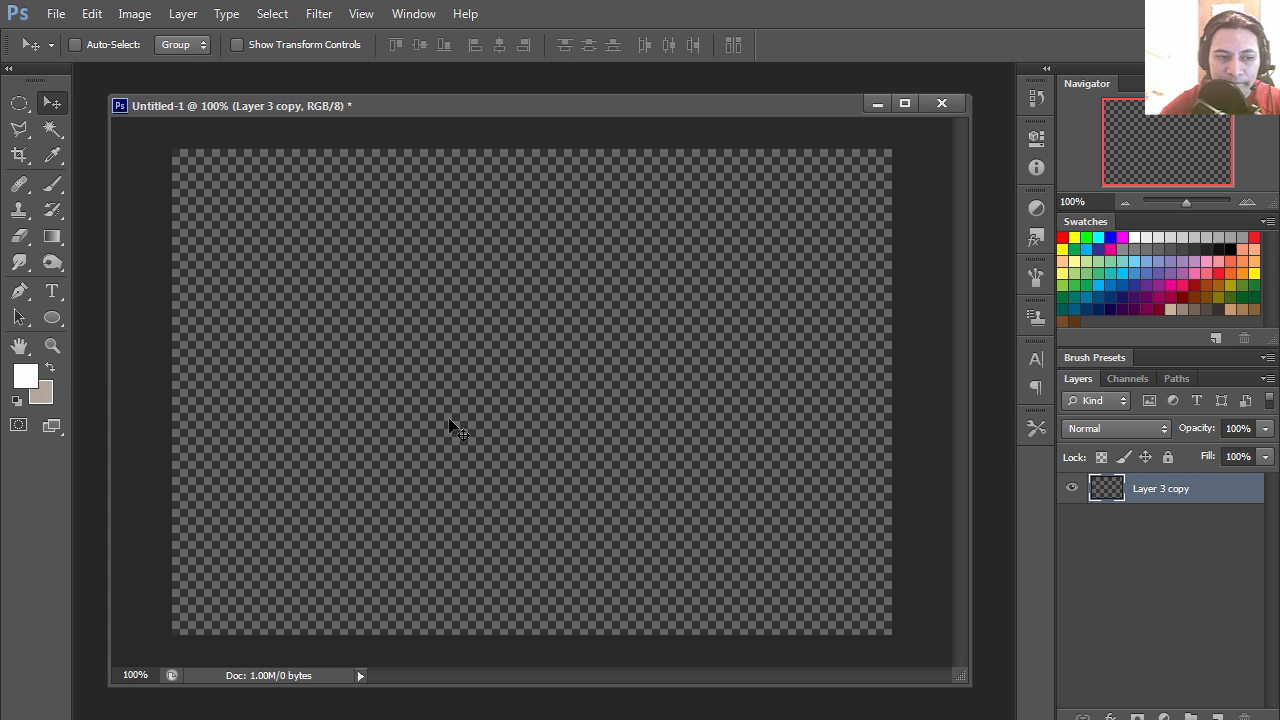 Ps File Edit Image Layer Type Select Filter View Window Help
Auto-Select: Group Show Transform Controls
Ps Untitled-1 @ 100% (Layer 3 copy, RGB/8) *
Navigator
100%
Swatches
Brush Presets
Layers Channels Paths
Kind
Normal Opacity: 100%
Lock: Fill: 100%
Layer 3 copy
100% Doc: 1.00M/0 bytes